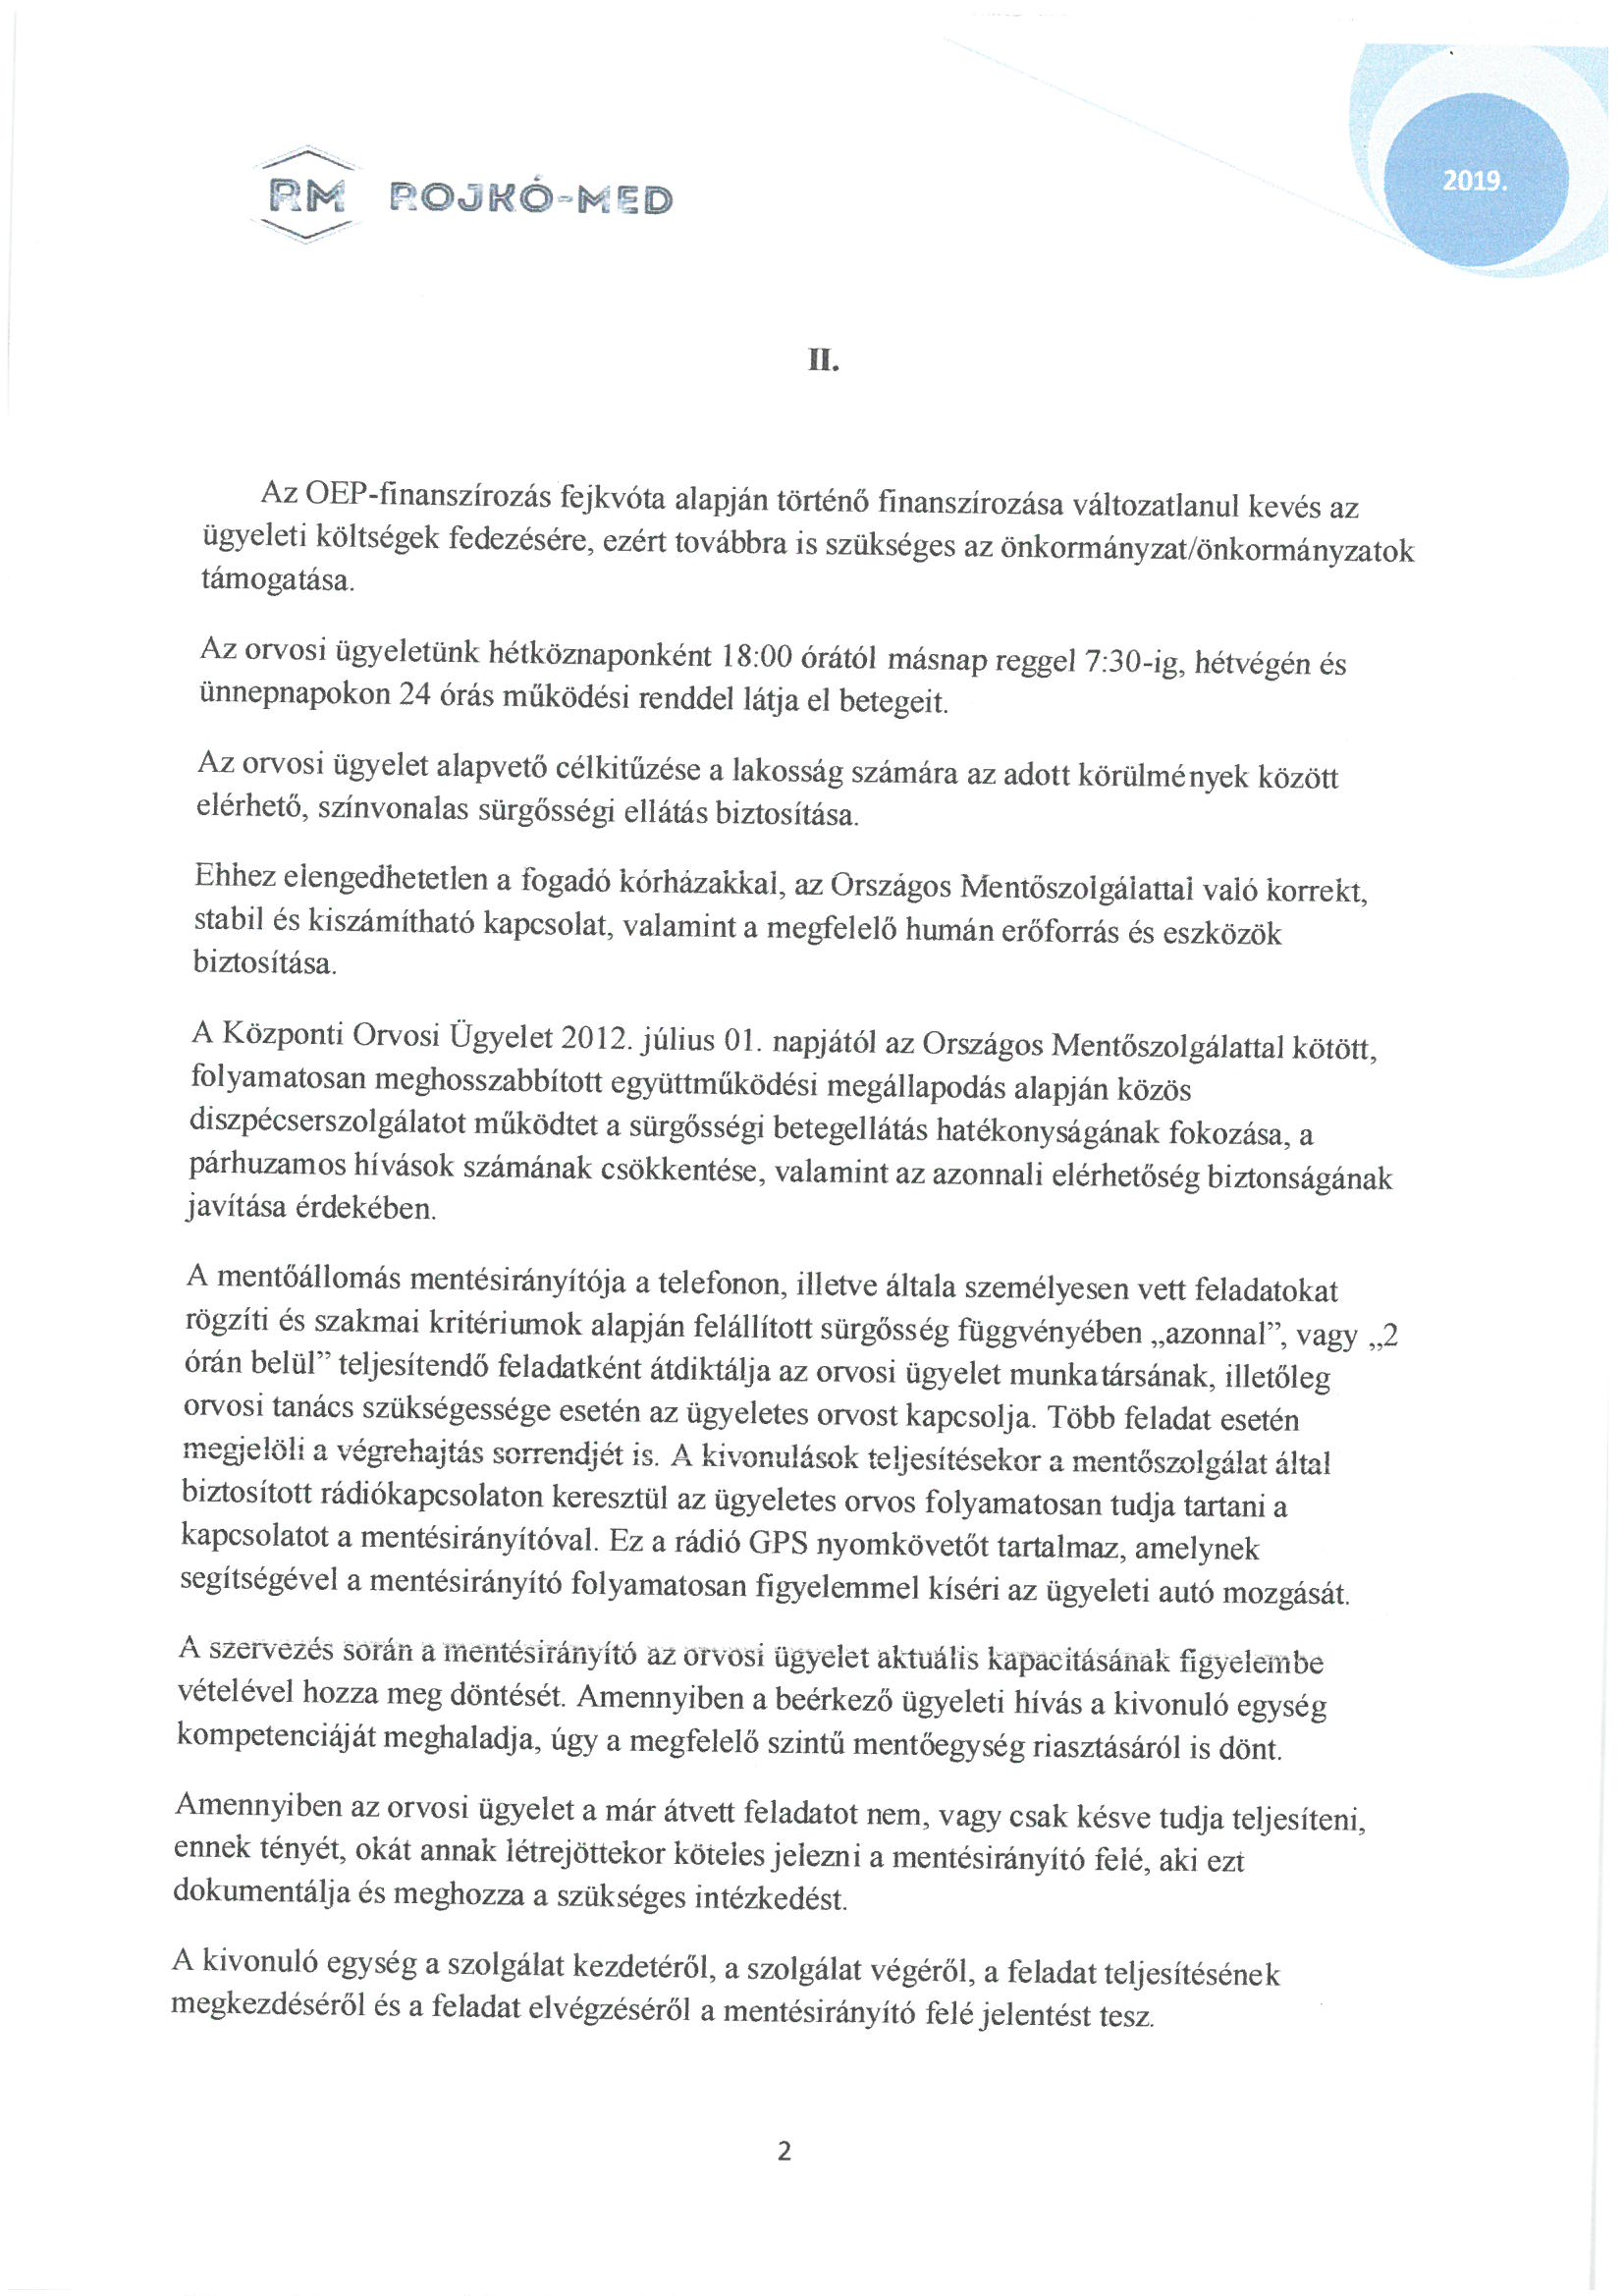 2019.
RM ROJKÓ-MED
II.
Az OEP-finanszírozás fejkvóta alapján történő finanszírozása változatlanul kevés az
ügyeleti költségek fedezésére, ezért továbbra is szükséges az önkormányzat/önkormányzatok
támogatása.
Az orvosi ügyeletünk hétköznaponként 18:00 órától másnap reggel 7:30-ig, hétvégén és
ünnepnapokon 24 órás működési renddel látja el betegeit.
Az orvosi ügyelet alapvető célkitűzése a lakosság számára az adott körülmények között
elérhető, színvonalas sürgősségi ellátás biztosítása.
Ehhez elengedhetetlen a fogadó kórházakkal, az Országos Mentőszolgálattal való korrekt,
stabil és kiszámítható kapcsolat, valamint a megfelelő humán erőforrás és eszközök
biztosítása.
A Központi Orvosi Ügyelet 2012. július 01. napjától az Országos Mentőszolgálattal kötött,
folyamatosan meghosszabbított együttműködési megállapodás alapján közös
diszpécserszolgálatot működtet a sürgősségi betegellátás hatékonyságának fokozása, a
párhuzamos hívások számának csökkentése, valamint az azonnali elérhetőség biztonságának
javítása érdekében.
A mentőállomás mentésirányítója a telefonon, illetve általa személyesen vett feladatokat
rögzíti és szakmai kritériumok alapján felállított sürgősség függvényében „azonnal”, vagy „2
órán belül” teljesítendő feladatként átdiktálja az orvosi ügyelet munkatársának, illetőleg
orvosi tanács szükségessége esetén az ügyeletes orvost kapcsolja. Több feladat esetén
megjelöli a végrehajtás sorrendjét is. A kivonulások teljesítésekor a mentőszolgálat által
biztosított rádiókapcsolaton keresztül az ügyeletes orvos folyamatosan tudja tartani a
kapcsolatot a mentésirányítóval. Ez a rádió GPS nyomkövetőt tartalmaz, amelynek
segítségével a mentésirányító folyamatosan figyelemmel kíséri az ügyeleti autó mozgását.
A szervezés során a mentésirányító az orvosi ügyelet aktuális kapacitásának figyelembe
vételével hozza meg döntését. Amennyiben a beérkező ügyeleti hívás a kivonuló egység
kompetenciáját meghaladja, úgy a megfelelő szintű mentőegység riasztásáról is dönt.
Amennyiben az orvosi ügyelet a már átvett feladatot nem, vagy csak késve tudja teljesíteni,
ennek tényét, okát annak létrejöttekor köteles jelezni a mentésirányító felé, aki ezt
dokumentálja és meghozza a szükséges intézkedést.
A kivonuló egység a szolgálat kezdetéről, a szolgálat végéről, a feladat teljesítésének
megkezdéséről és a feladat elvégzéséről a mentésirányító felé jelentést tesz.
2